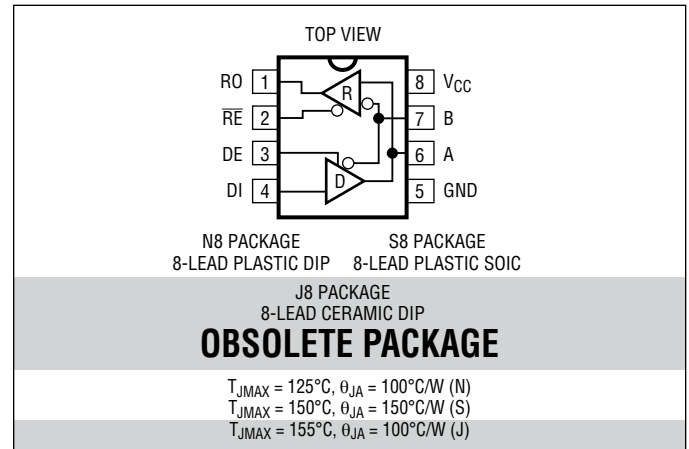 TOP VIEW
RO 1 R 8 VCC
RE 2 7 B
DE 3 6 A
DI 4 D 5 GND
N8 PACKAGE S8 PACKAGE
8-LEAD PLASTIC DIP 8-LEAD PLASTIC SOIC
J8 PACKAGE
8-LEAD CERAMIC DIP
OBSOLETE PACKAGE
TJMAX = 125°C, θJA = 100°C/W (N)
TJMAX = 150°C, θJA = 150°C/W (S)
TJMAX = 155°C, θJA = 100°C/W (J)